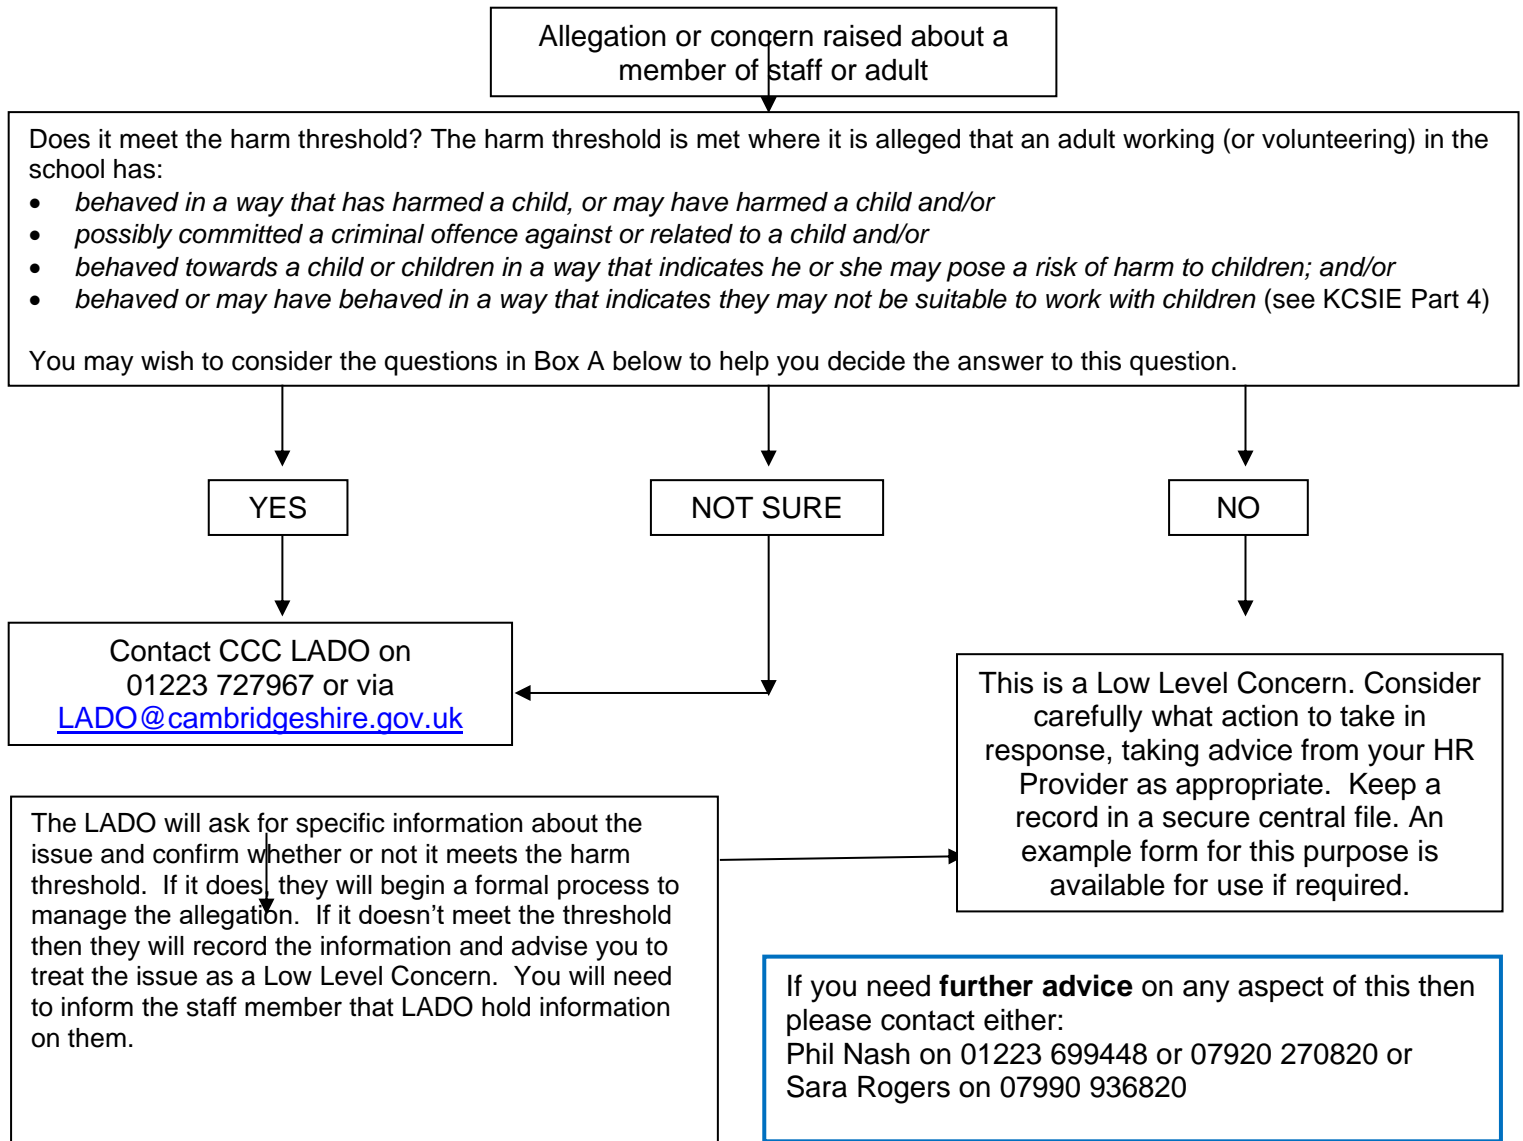 Allegation or concern raised about a
member of staff or adult
Does it meet the harm threshold? The harm threshold is met where it is alleged that an adult working (or volunteering) in the
school has:
• behaved in a way that has harmed a child, or may have harmed a child and/or
• possibly committed a criminal offence against or related to a child and/or
• behaved towards a child or children in a way that indicates he or she may pose a risk of harm to children; and/or
• behaved or may have behaved in a way that indicates they may not be suitable to work with children (see KCSIE Part 4)
You may wish to consider the questions in Box A below to help you decide the answer to this question.
YES
NOT SURE
NO
Contact CCC LADO on
01223 727967 or via
LADO@cambridgeshire.gov.uk
This is a Low Level Concern. Consider
carefully what action to take in
response, taking advice from your HR
Provider as appropriate. Keep a
record in a secure central file. An
example form for this purpose is
available for use if required.
The LADO will ask for specific information about the
issue and confirm whether or not it meets the harm
threshold. If it does, they will begin a formal process to
manage the allegation. If it doesn't meet the threshold
then they will record the information and advise you to
treat the issue as a Low Level Concern. You will need
to inform the staff member that LADO hold information
on them.
If you need further advice on any aspect of this then
please contact either:
Phil Nash on 01223 699448 or 07920 270820 or
Sara Rogers on 07990 936820